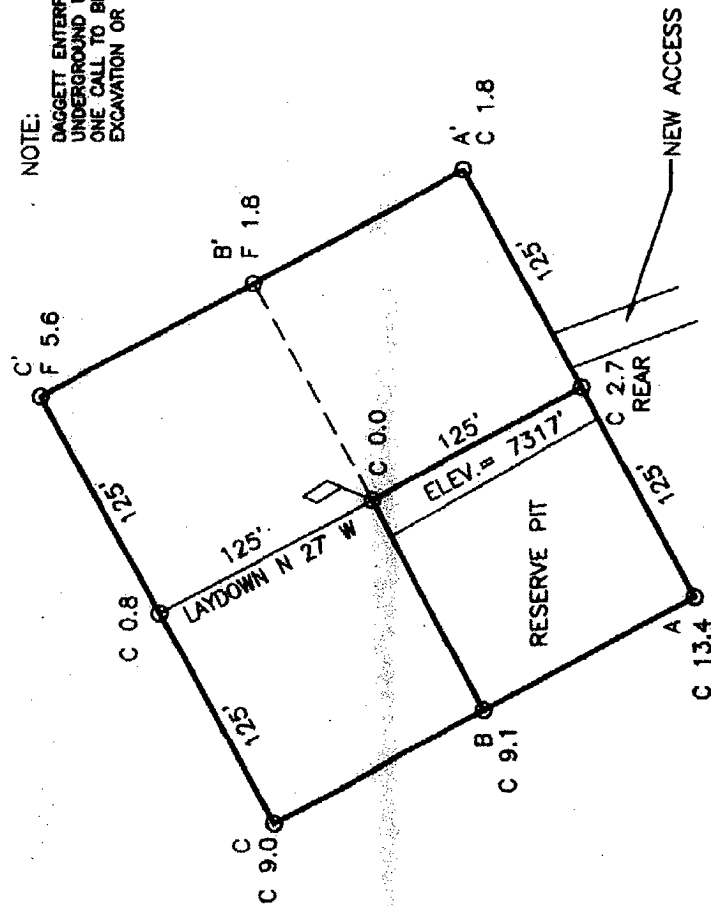 NOTE:
DAGGETT
UNDERGROUND
ONE CALL TO
EXCAVATION OR
C'
F 5.6
B'
F 1.8
A'
C 1.8
125'
125'
NEW ACCESS
C 0.8
125'
LAYDOWN N 27 W
C 0.0
125'
ELEV.= 7317'
C 2.7
REAR
125'
125'
RESERVE PIT
C
C 9.0
B
C 9.1
A
C 13.4